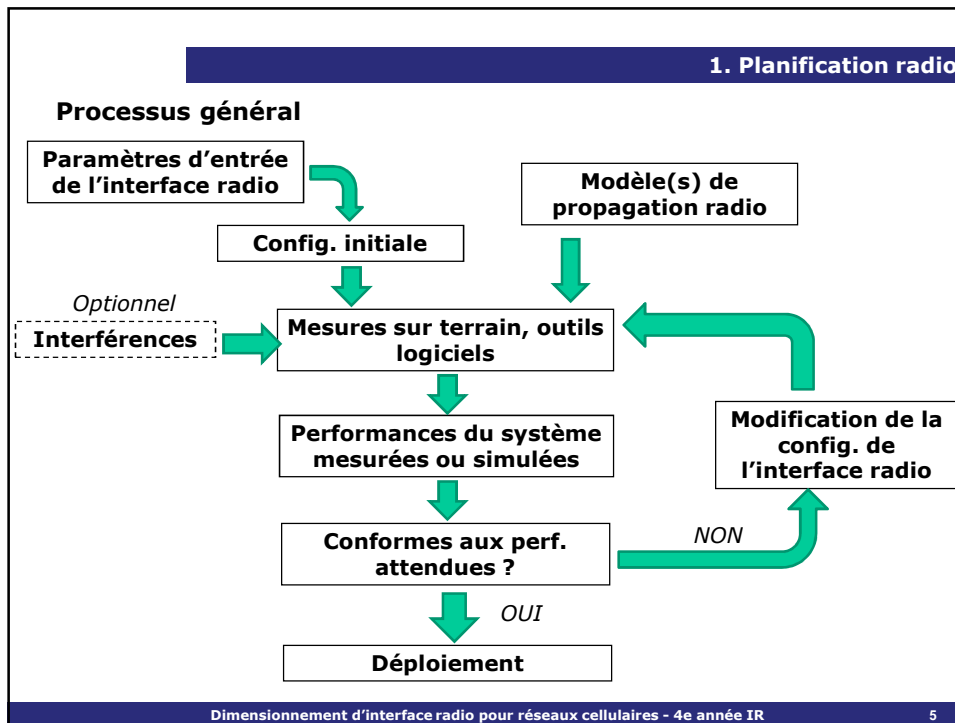 1. Planification radio
Processus général
Paramètres d'entrée
de l'interface radio
Modèle(s) de
propagation radio
Config. initiale
Optionnel
Interférences
Mesures sur terrain, outils
logiciels
Performances du système
mesurées ou simulées
Modification de la
config. de
l'interface radio
Conformes aux perf.
attendues ?
NON
OUI
Déploiement
Dimensionnement d'interface radio pour réseaux cellulaires - 4e année IR
5